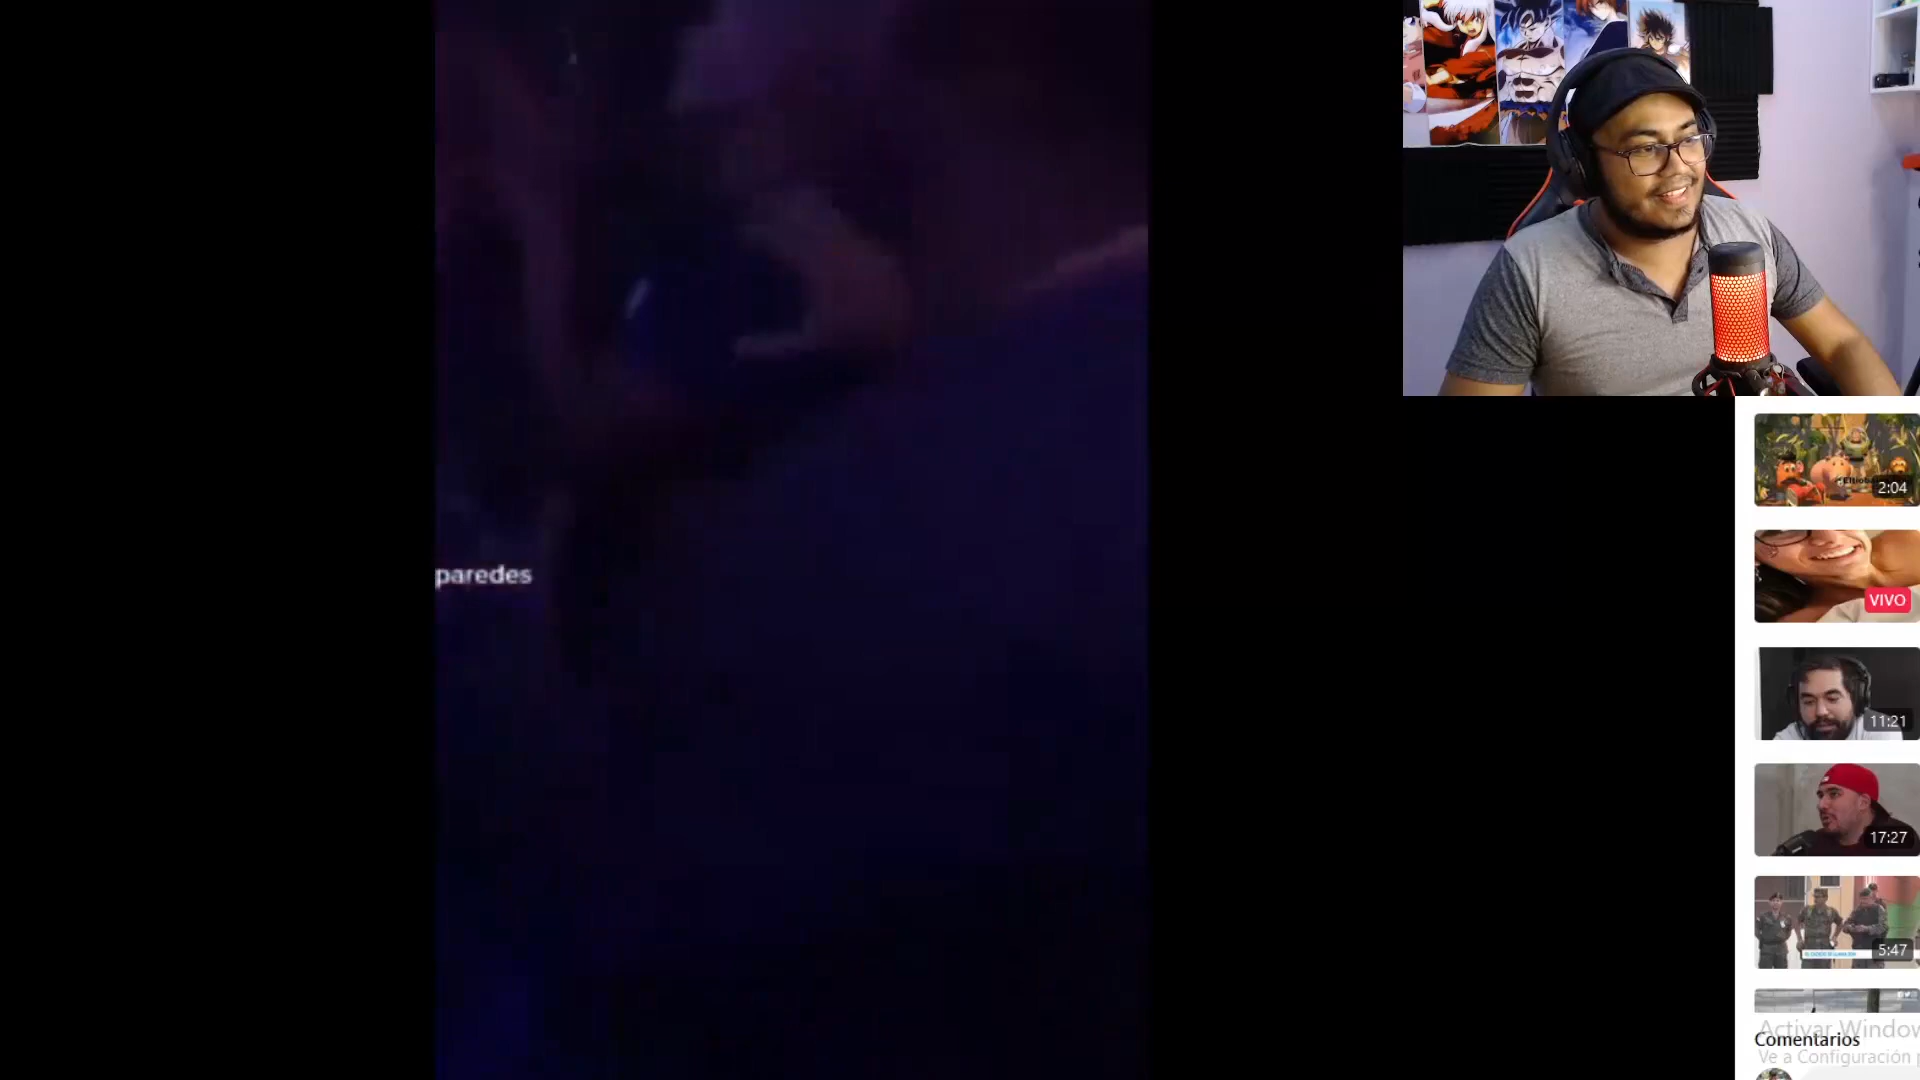 paredes
2:04
VIVO
11:21
17:27
5:47
Activar Window
Comentarios
Ve a Configuración